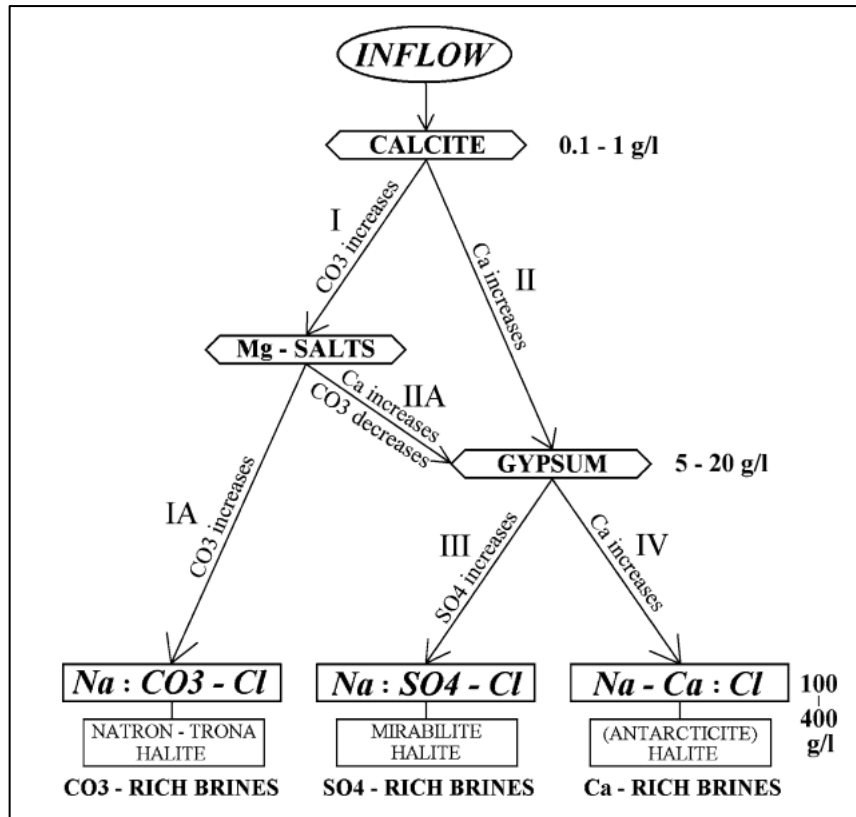 INFLOW
CALCITE
0.1 - 1 g/l
I
CO3 increases
Ca increases
II
Mg - SALTS
Ca increases
CO3 decreases
IIA
GYPSUM
5 - 20 g/l
IA
CO3 increases
III
SO4 increases
Ca increases
IV
Na : CO3 - Cl
Na : SO4 - Cl
Na - Ca : Cl
100
-
400
g/l
NATRON - TRONA
HALITE
MIRABILITE
HALITE
(ANTARCTICITE)
HALITE
CO3 - RICH BRINES
SO4 - RICH BRINES
Ca - RICH BRINES